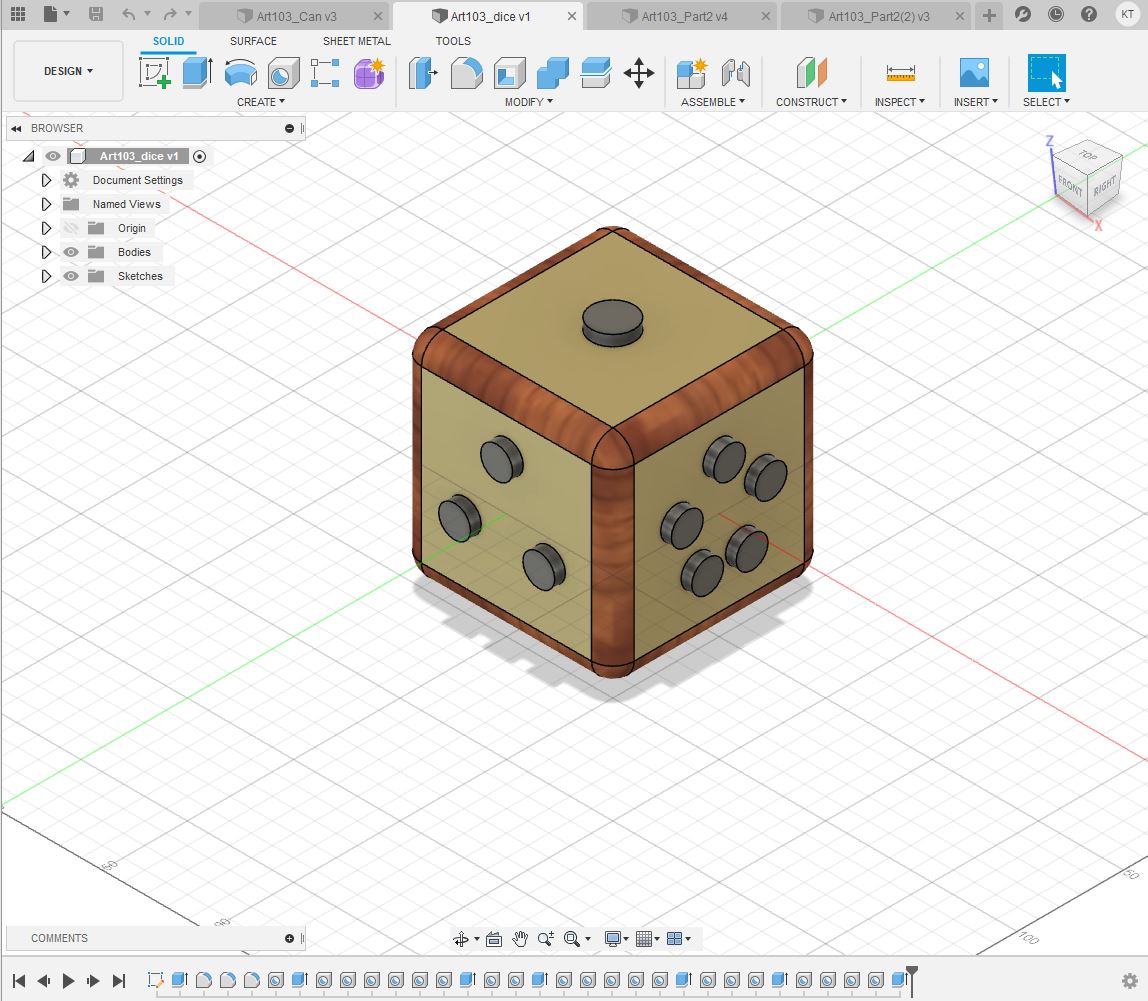 Art103_Can v3
Art103_dice v1
Art103_Part2 v4
Art103_Part2(2) v3
KT
SOLID
SURFACE
SHEET METAL
TOOLS
DESIGN
CREATE
MODIFY
ASSEMBLE
CONSTRUCT
INSPECT
INSERT
SELECT
BROWSER
Art103_dice v1
Document Settings
Named Views
Origin
Bodies
Sketches
Z
TOP
FRONT
RIGHT
X
50
50
100
COMMENTS